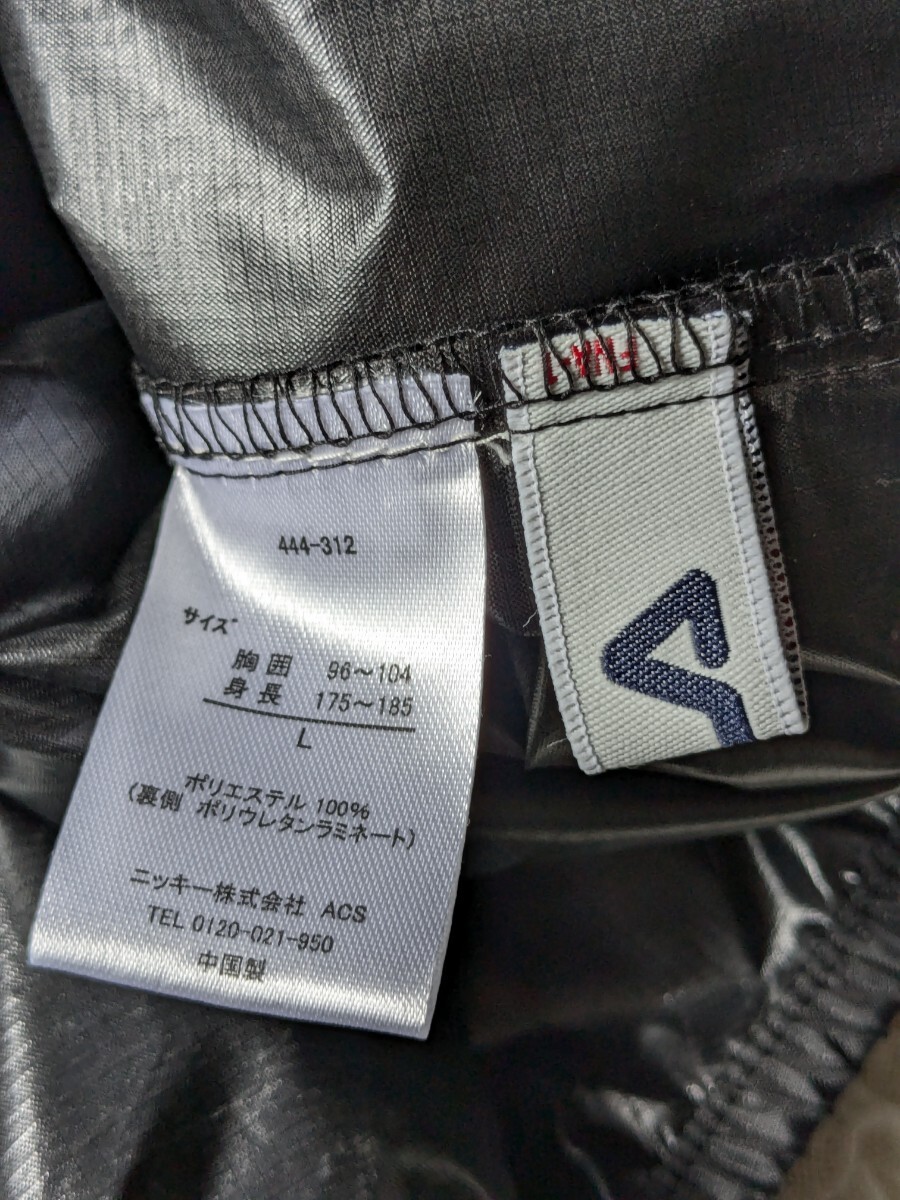 444-312
サイズ
胸囲 96～104
身長 175～185
L
ポリエステル 100%
(裏側 ポリウレタンラミネート)
ニッキー株式会社 ACS
TEL 0120-021-950
中国製